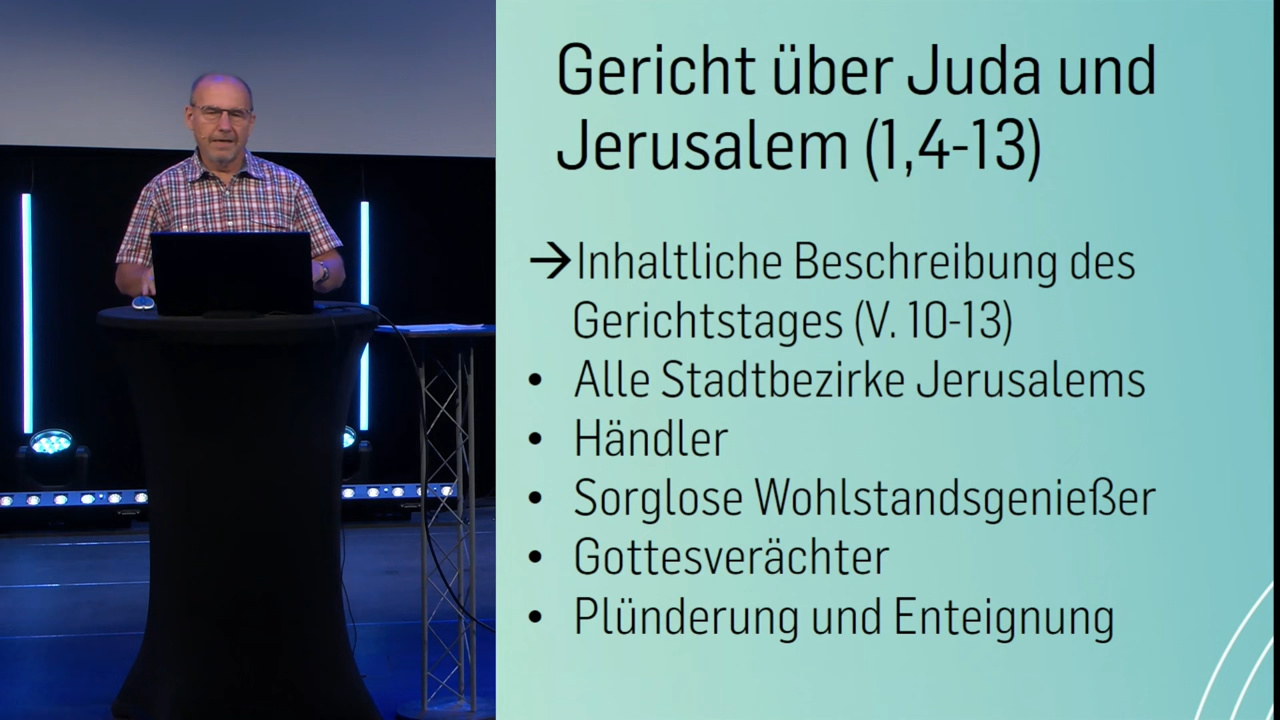 Gericht über Juda und
Jerusalem (1,4-13)
→Inhaltliche Beschreibung des
Gerichtstages (V. 10-13)
• Alle Stadtbezirke Jerusalems
• Händler
• Sorglose Wohlstandsgenießer
• Gottesverächter
• Plünderung und Enteignung